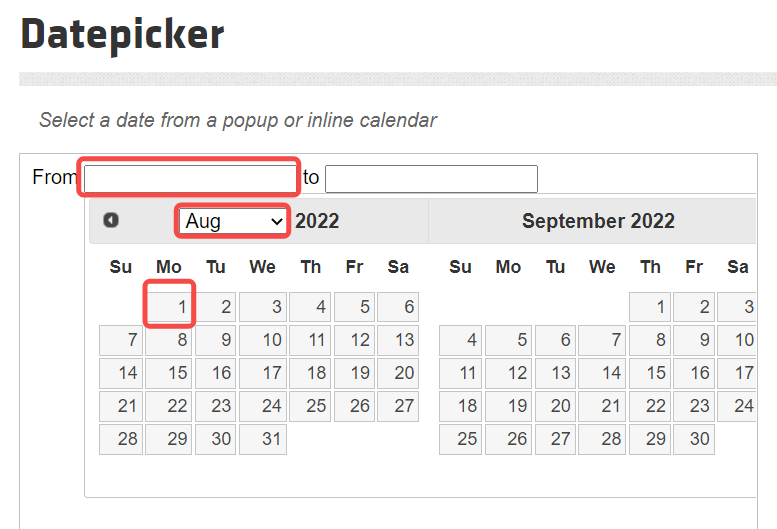 Datepicker
Select a date from a popup or inline calendar
From to
Aug 2022 September 2022
Su Mo Tu We Th Fr Sa Su Mo Tu We Th Fr Sa
1 2 3 4 5 6 1 2 3
7 8 9 10 11 12 13 4 5 6 7 8 9 10
14 15 16 17 18 19 20 11 12 13 14 15 16 17
21 22 23 24 25 26 27 18 19 20 21 22 23 24
28 29 30 31 25 26 27 28 29 30